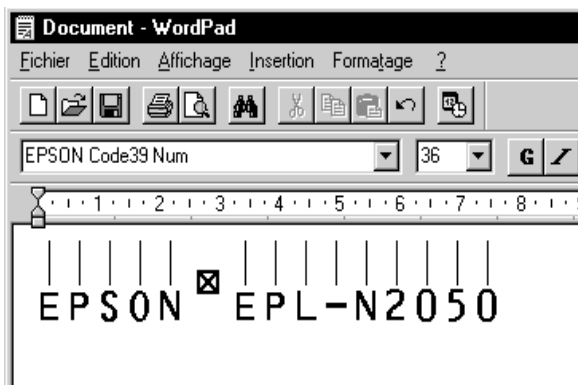 Document - WordPad
Fichier Edition Affichage Insertion Formatage ?
EPSON Code39 Num 36 G I
1 2 3 4 5 6 7 8
EPSON EPL-N2050